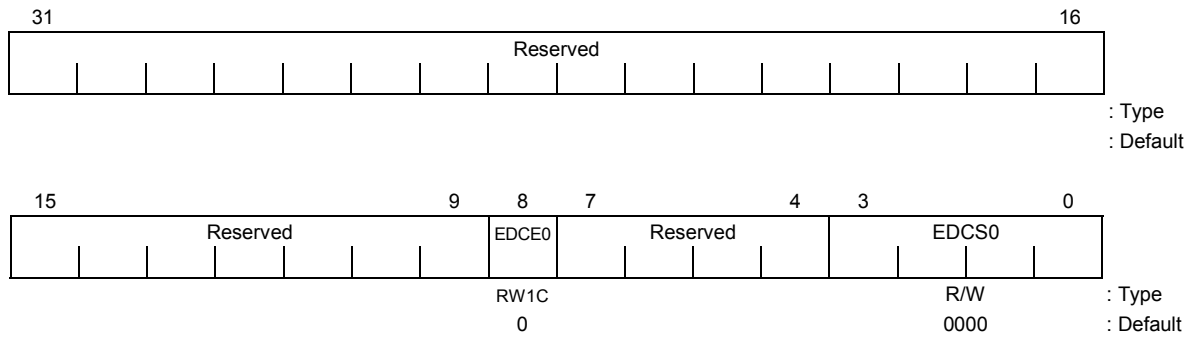 31 16
Reserved
: Type
: Default
15 9 8 7 4 3 0
Reserved EDCE0 Reserved EDCS0
RW1C R/W : Type
0 0000 : Default